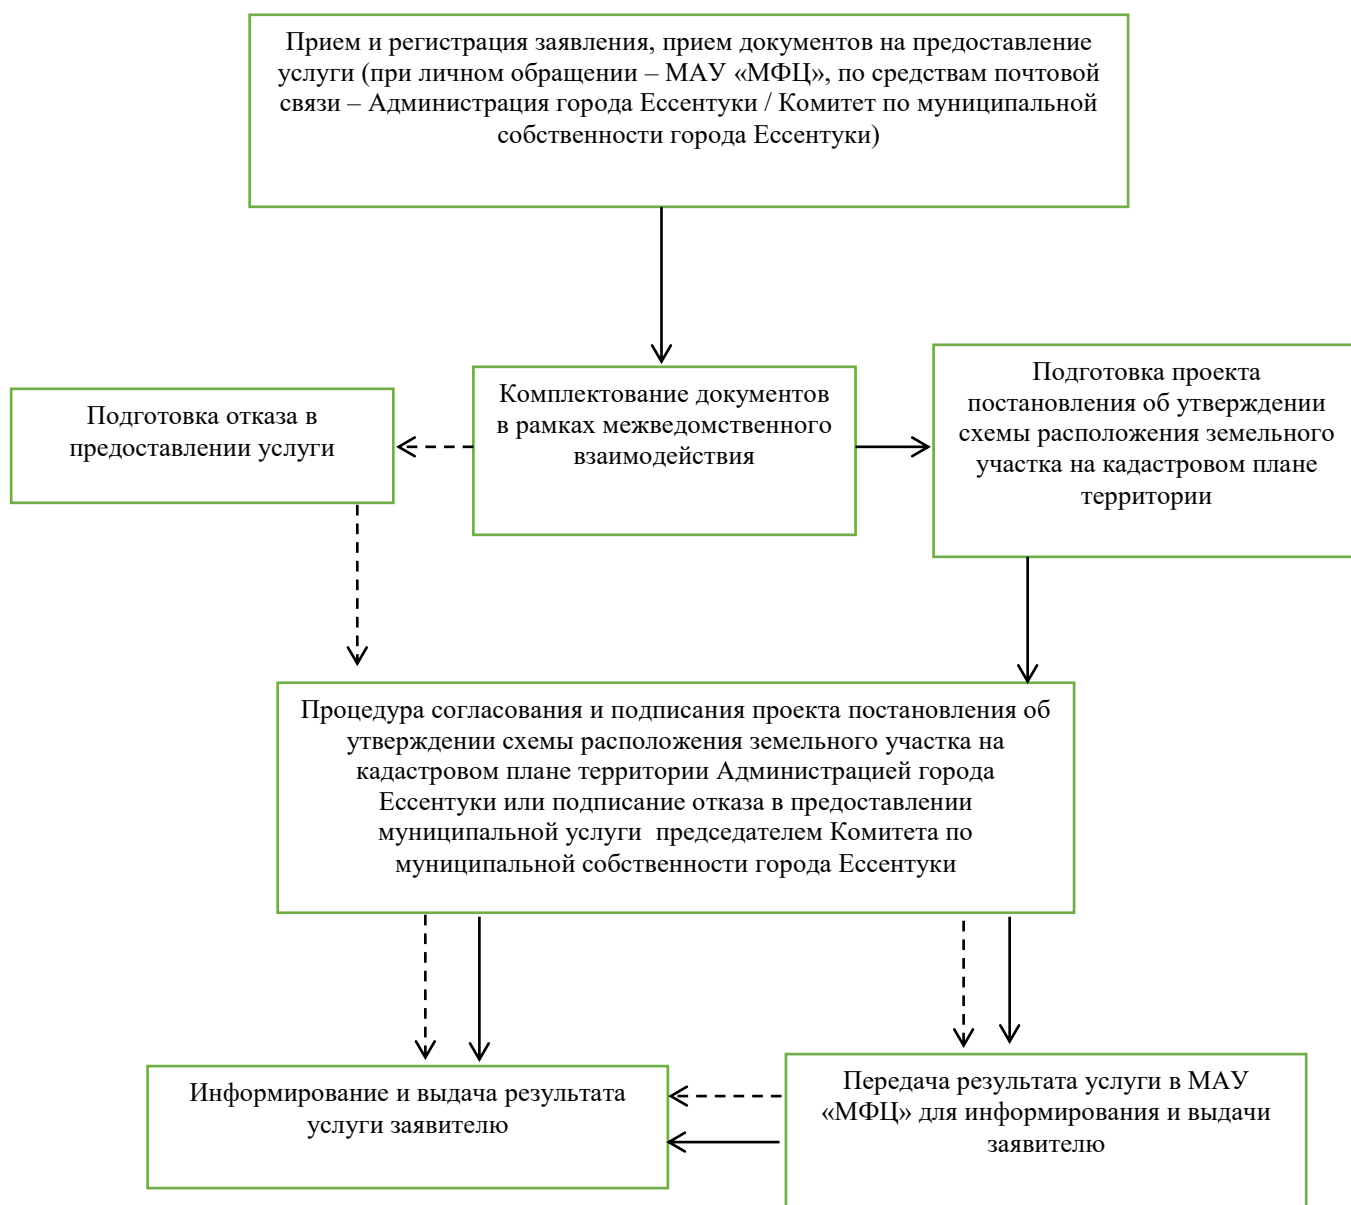 Прием и регистрация заявления, прием документов на предоставление
услуги (при личном обращении – МАУ «МФЦ», по средствам почтовой
связи – Администрация города Ессентуки / Комитет по муниципальной
собственности города Ессентуки)
Подготовка отказа в
предоставлении услуги
Комплектование документов
в рамках межведомственного
взаимодействия
Подготовка проекта
постановления об утверждении
схемы расположения земельного
участка на кадастровом плане
территории
Процедура согласования и подписания проекта постановления об
утверждении схемы расположения земельного участка на
кадастровом плане территории Администрацией города
Ессентуки или подписание отказа в предоставлении
муниципальной услуги  председателем Комитета по
муниципальной собственности города Ессентуки
Информирование и выдача результата
услуги заявителю
Передача результата услуги в МАУ
«МФЦ» для информирования и выдачи
заявителю